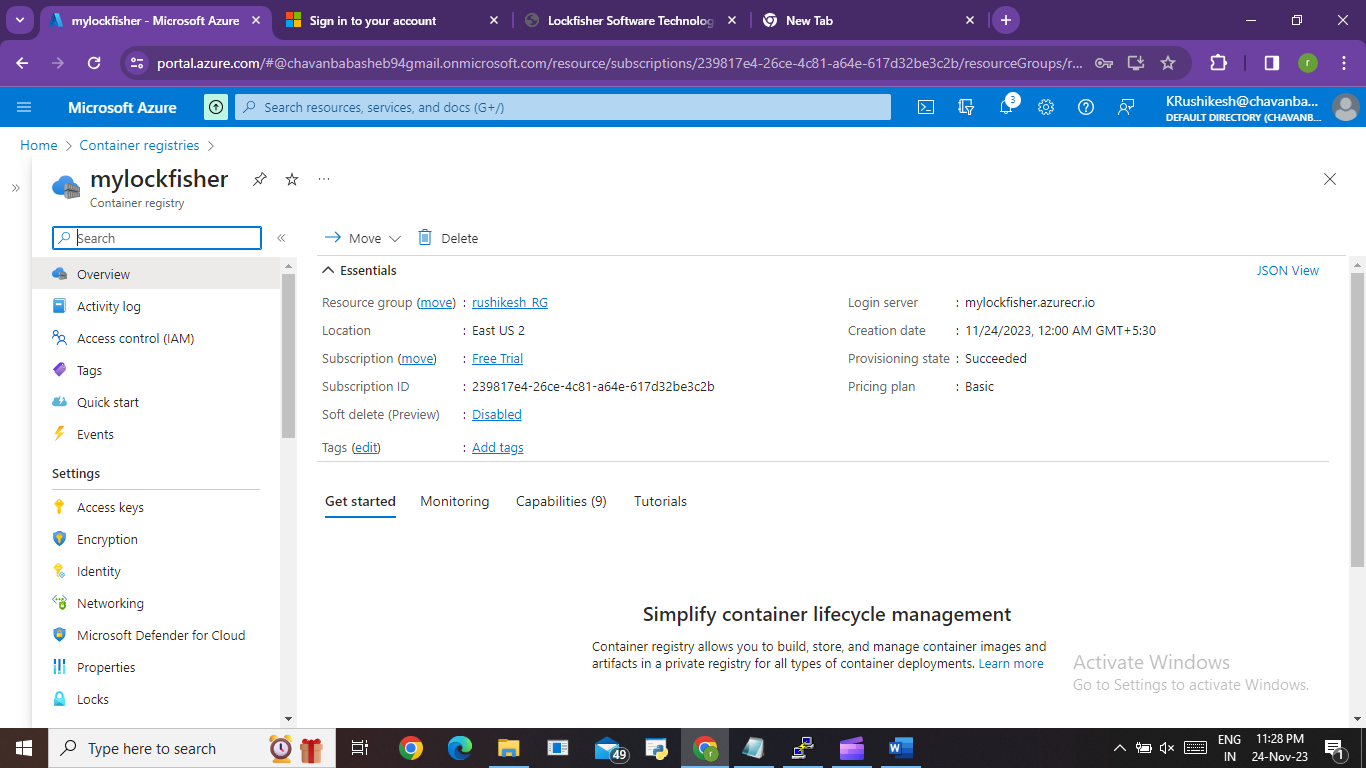 mylockfisher - Microsoft Azure
Sign in to your account
Lockfisher Software Technolog
New Tab
portal.azure.com/#@chavanbabasheb94gmail.onmicrosoft.com/resource/subscriptions/239817e4-26ce-4c81-a64e-617d32be3c2b/resourceGroups/r...
r
Microsoft Azure
Search resources, services, and docs (G+/)
3
KRushikesh@chavanba...
DEFAULT DIRECTORY (CHAVANB...
Home > Container registries >
mylockfisher
...
Container registry
Search
Overview
Activity log
Access control (IAM)
Tags
Quick start
Events
Settings
Access keys
Encryption
Identity
Networking
Microsoft Defender for Cloud
Properties
Locks
Move
Delete
Essentials
JSON View
Resource group (move) : rushikesh_RG
Location : East US 2
Subscription (move) : Free Trial
Subscription ID : 239817e4-26ce-4c81-a64e-617d32be3c2b
Soft delete (Preview) : Disabled
Tags (edit) : Add tags
Login server : mylockfisher.azurecr.io
Creation date : 11/24/2023, 12:00 AM GMT+5:30
Provisioning state : Succeeded
Pricing plan : Basic
Get started
Monitoring
Capabilities (9)
Tutorials
Simplify container lifecycle management
Container registry allows you to build, store, and manage container images and
artifacts in a private registry for all types of container deployments. Learn more
Activate Windows
Go to Settings to activate Windows.
Type here to search
49
r
ENG
IN
11:28 PM
24-Nov-23
1